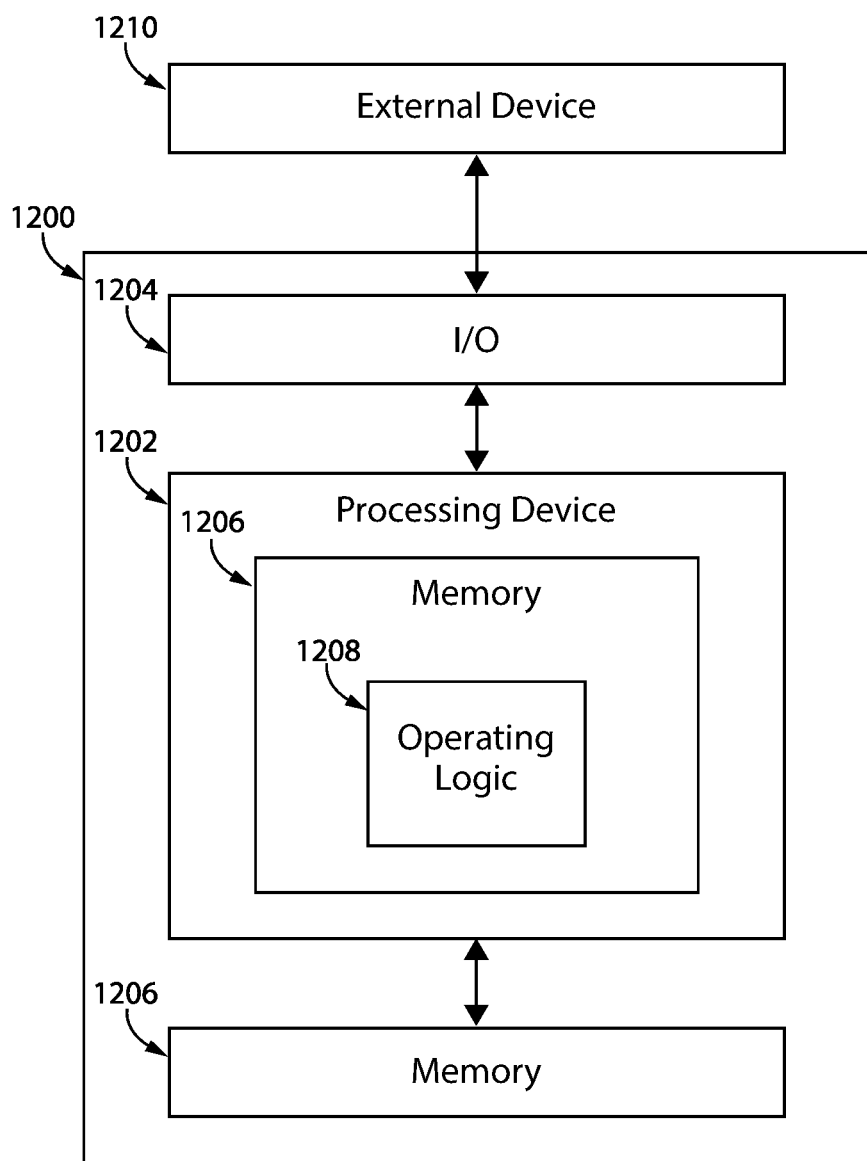 1210
External Device
1200
1204
I/O
1202
Processing Device
1206
Memory
1208
Operating
Logic
1206
Memory